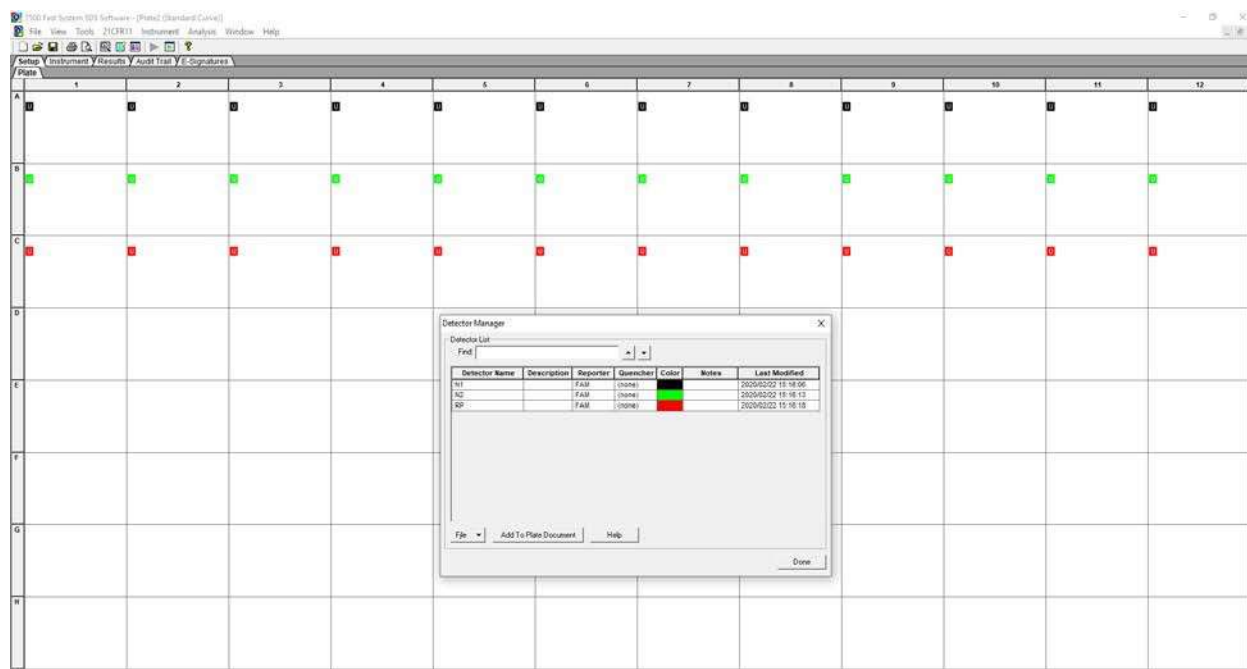 7500 Fast System SDS Software - [Plate2 (Standard Curve)]
File View Tools 21CFR11 Instrument Analysis Window Help
Setup Instrument Results Audit Trail E-Signatures
Plate
1 2 3 4 5 6 7 8 9 10 11 12
A
U U U U U U U U U U U U
B
U U U U U U U U U U U U
C
U U U U U U U U U U U U
D
Detector Manager
Detector List
Find:
Detector Name Description Reporter Quencher Color Notes Last Modified
E
N1 FAM (none) 2020/02/22 15:16:06
N2 FAM (none) 2020/02/22 15:16:13
RP FAM (none) 2020/02/22 15:16:18
F
G
File Add To Plate Document Help
Done
H